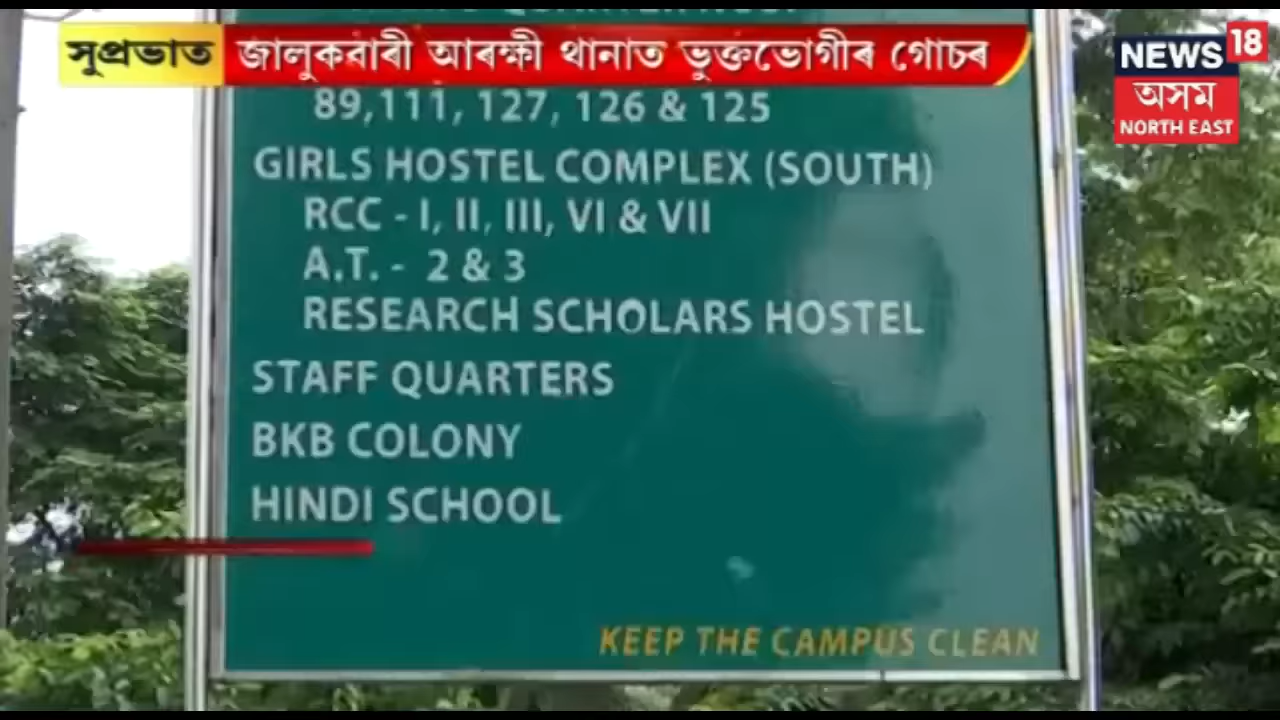 সুপ্ৰভাত
জালুকবাৰী আৰক্ষী থানাত ভুক্তভোগীৰ গোচৰ
NEWS 18
অসম
NORTH EAST
89,111, 127, 126 & 125
GIRLS HOSTEL COMPLEX (SOUTH)
RCC - I, II, III, VI & VII
A.T. - 2 & 3
RESEARCH SCHOLARS HOSTEL
STAFF QUARTERS
BKB COLONY
HINDI SCHOOL
KEEP THE CAMPUS CLEAN